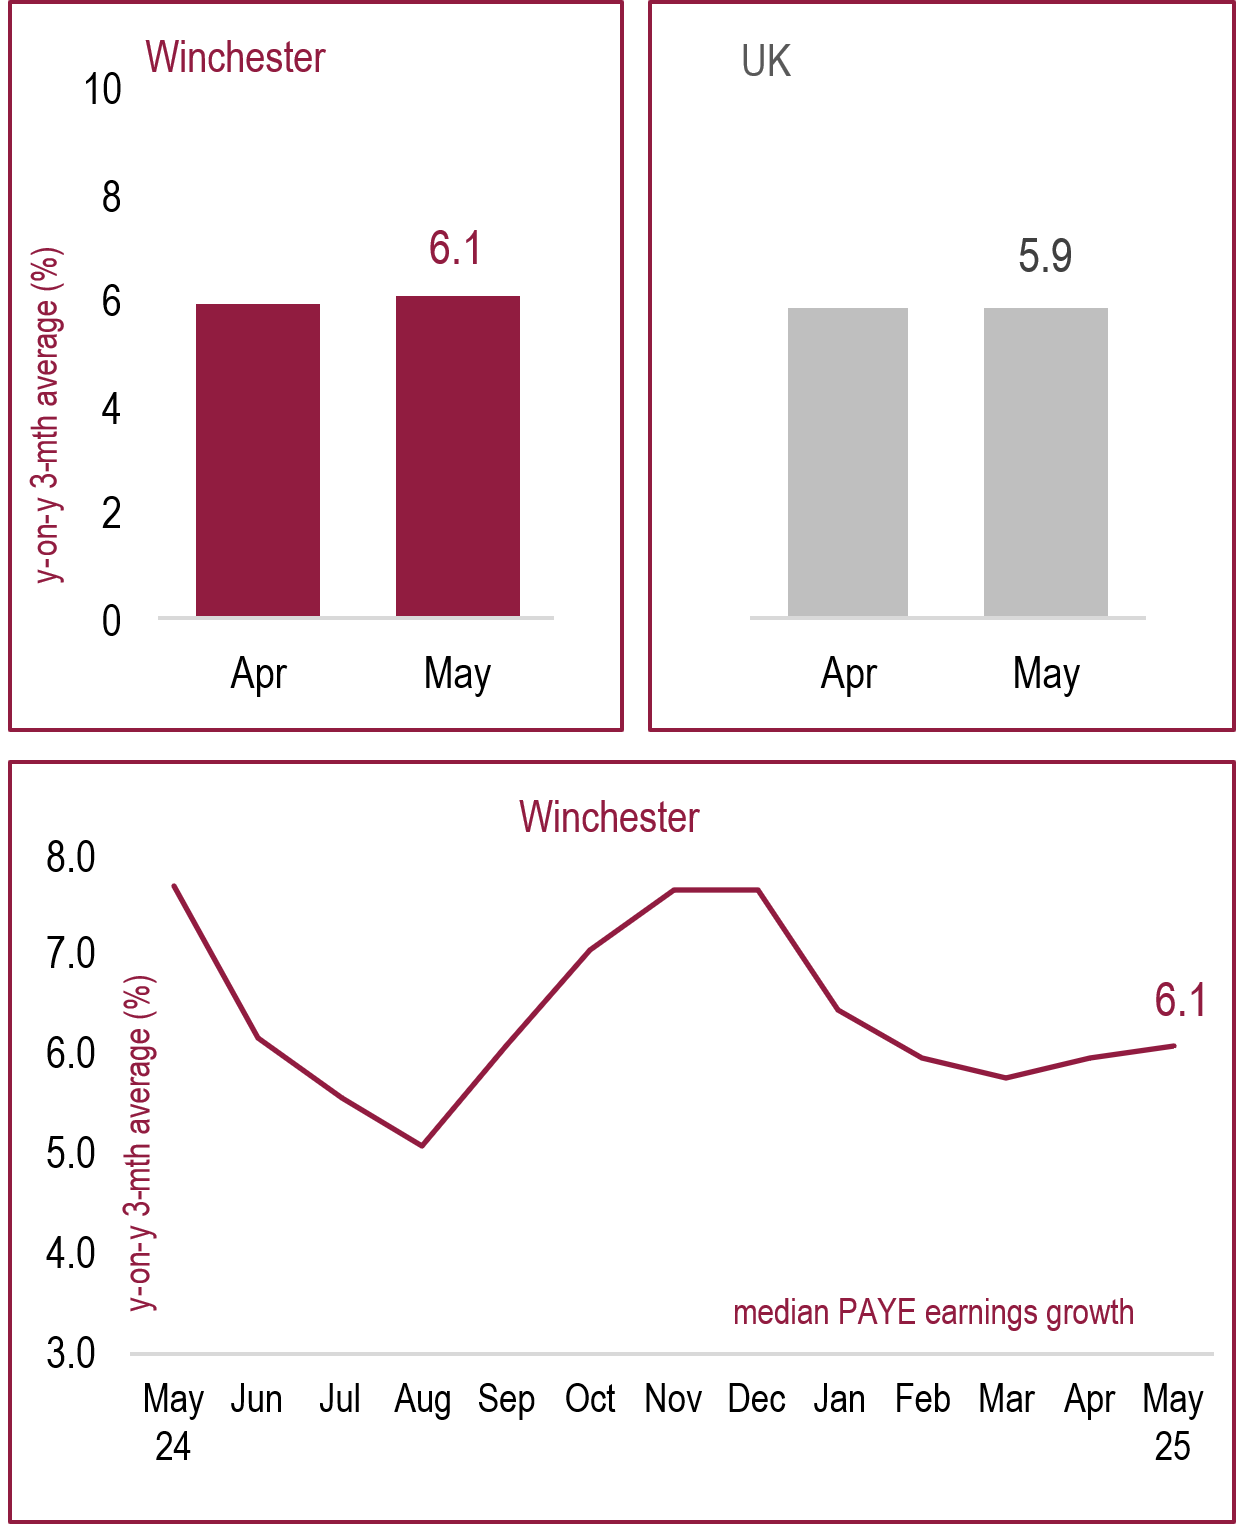 Winchester
10
8
6
4
2
0
y-on-y 3-mth average (%)
6.1
Apr May
UK
5.9
Apr May
Winchester
8.0
7.0
6.0
5.0
4.0
3.0
y-on-y 3-mth average (%)
6.1
median PAYE earnings growth
May Jun Jul Aug Sep Oct Nov Dec Jan Feb Mar Apr May
24 25